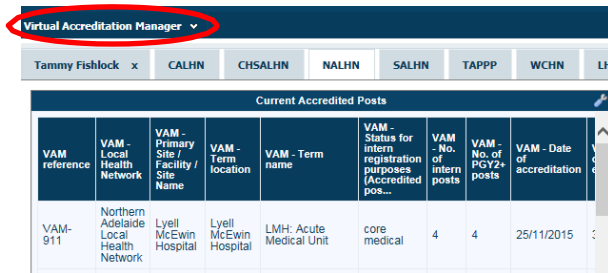 Virtual Accreditation Manager
Tammy Fishlock x CALHN CHSALHN NALHN SALHN TAPPP WCHN LH
Current Accredited Posts
VAM reference
VAM - Local Health Network
VAM - Primary Site / Facility / Site Name
VAM - Term location
VAM - Term name
VAM - Status for intern registration purposes (Accredited pos...
VAM - No. of intern posts
VAM - No. of PGY2+ posts
VAM - Date of accreditation
VAM-911
Northern Adelaide Local Health Network
Lyell McEwin Hospital
Lyell McEwin Hospital
LMH: Acute Medical Unit
core medical
4
4
25/11/2015